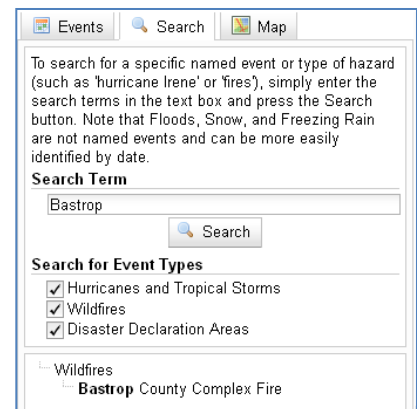 Events Search Map
To search for a specific named event or type of hazard
(such as 'hurricane Irene' or 'fires'), simply enter the
search terms in the text box and press the Search
button. Note that Floods, Snow, and Freezing Rain
are not named events and can be more easily
identified by date.
Search Term
Bastrop
Search
Search for Event Types
Hurricanes and Tropical Storms
Wildfires
Disaster Declaration Areas
Wildfires
Bastrop County Complex Fire